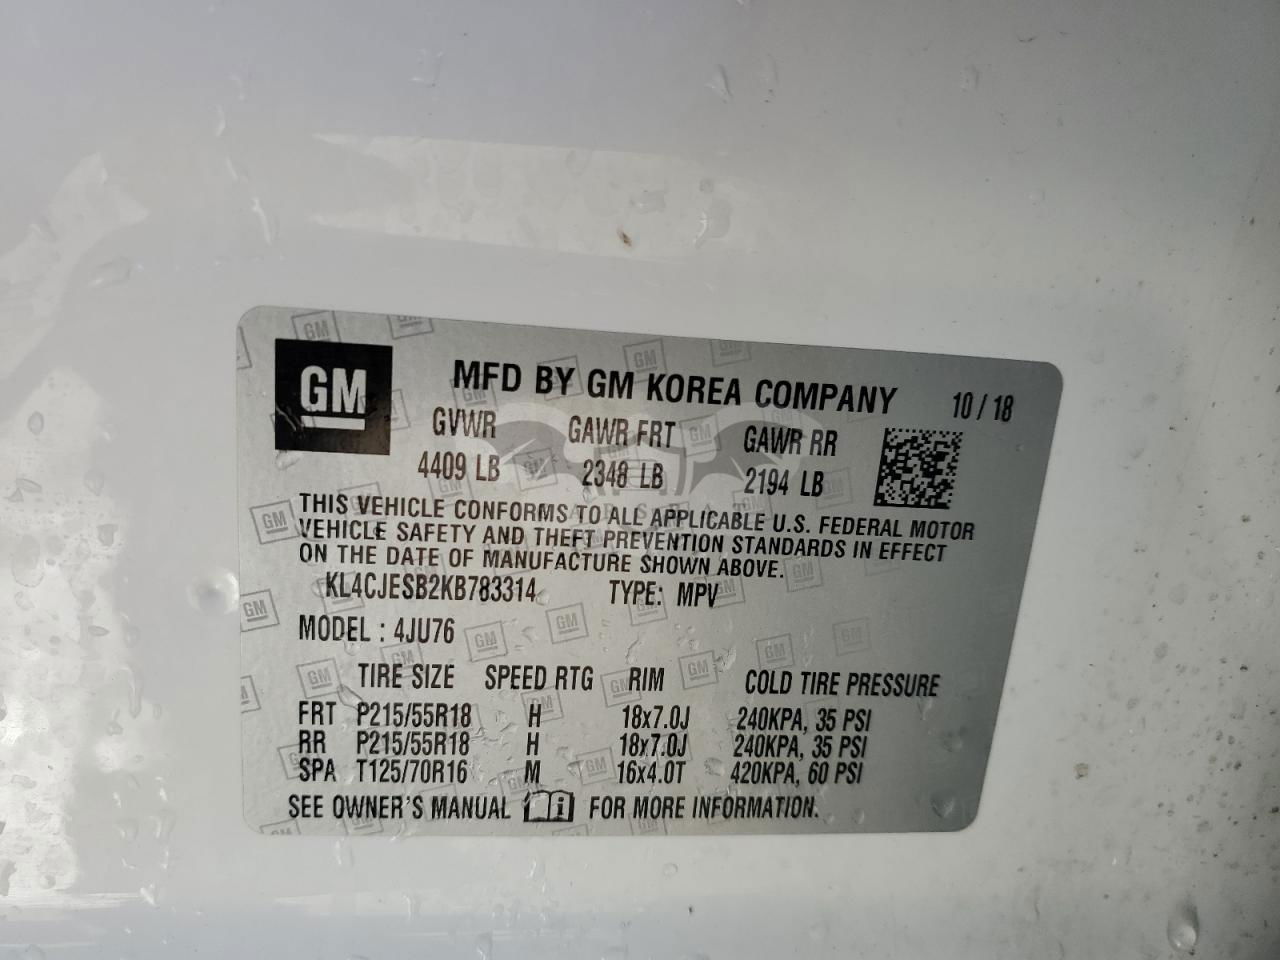 GM MFD BY GM KOREA COMPANY 10/18
GVWR GAWR FRT GAWR RR
4409 LB 2348 LB 2194 LB
THIS VEHICLE CONFORMS TO ALL APPLICABLE U.S. FEDERAL MOTOR
VEHICLE SAFETY AND THEFT PREVENTION STANDARDS IN EFFECT
ON THE DATE OF MANUFACTURE SHOWN ABOVE.
KL4CJESB2KB783314 TYPE: MPV
MODEL : 4JU76
TIRE SIZE SPEED RTG RIM COLD TIRE PRESSURE
FRT P215/55R18 H 18x7.0J 240KPA, 35 PSI
RR P215/55R18 H 18x7.0J 240KPA, 35 PSI
SPA T125/70R16 M 16x4.0T 420KPA, 60 PSI
SEE OWNER'S MANUAL FOR MORE INFORMATION.